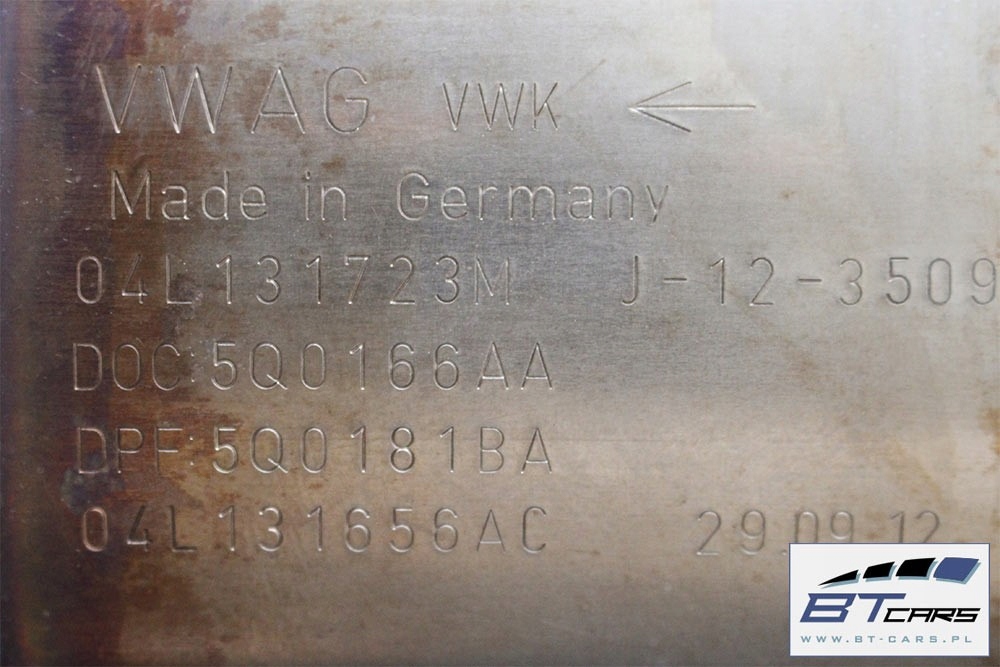 VWAG VWK ←
Made in Germany
04L131723M J-12-3509
DOC:5Q0166AA
DPF:5Q0181BA
04L131656AC 29.09.12
BT CARS
WWW.BT-CARS.PL